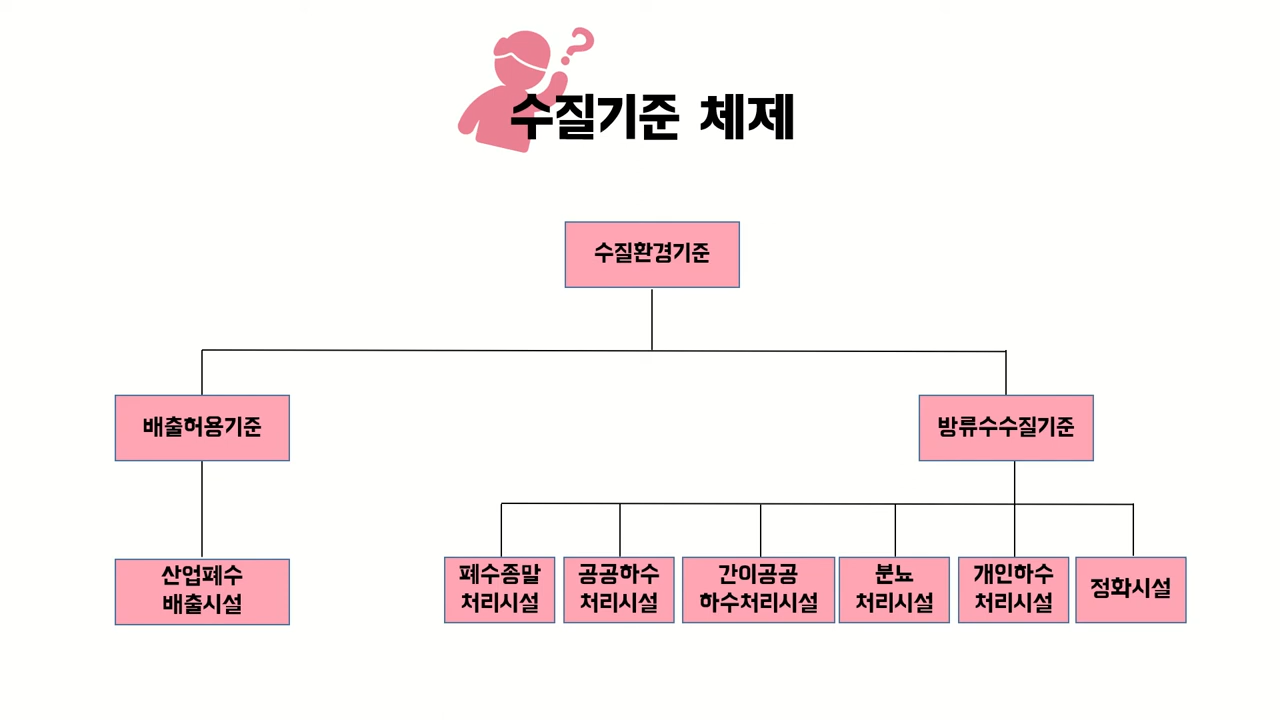 ?
수질기준 체제
수질환경기준
배출허용기준
방류수수질기준
산업폐수
배출시설
폐수종말
처리시설
공공하수
처리시설
간이공공
하수처리시설
분뇨
처리시설
개인하수
처리시설
정화시설